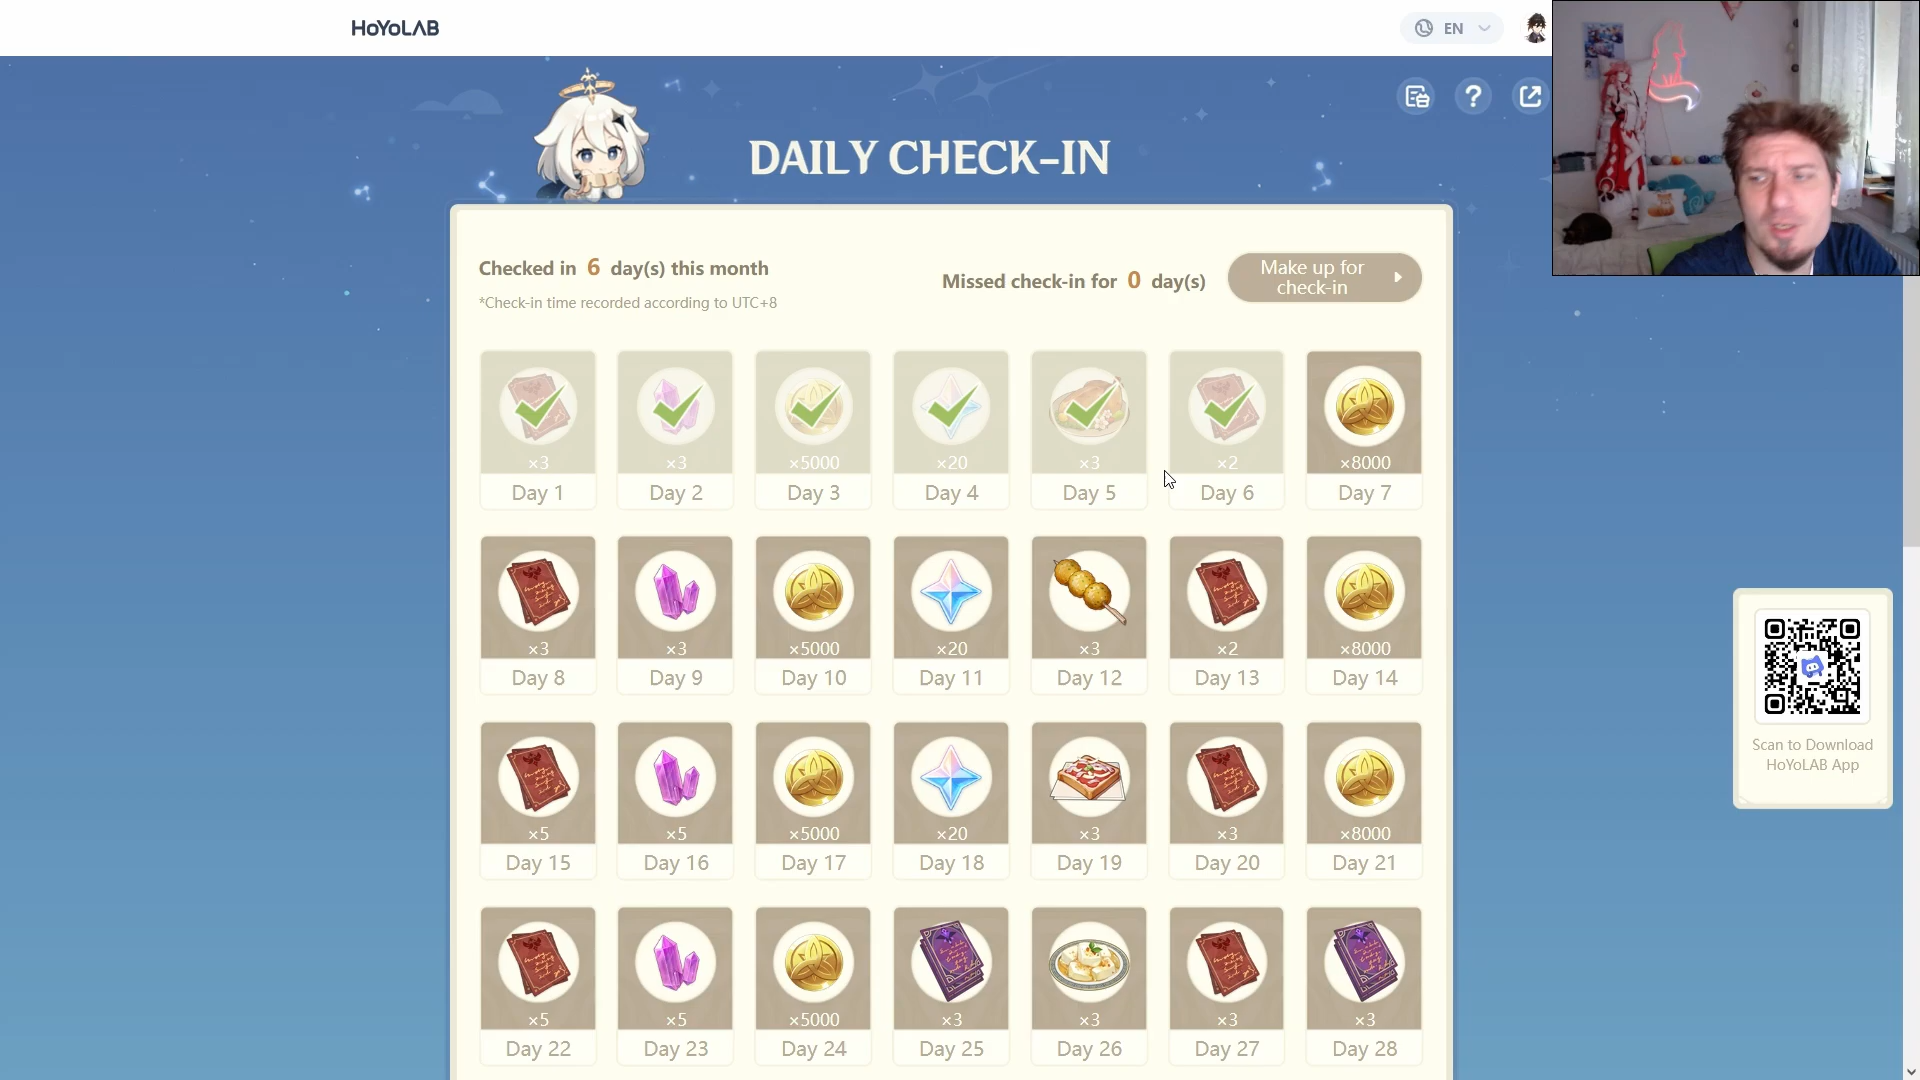 HoYoLAB
EN
DAILY CHECK-IN
Checked in 6 day(s) this month
*Check-in time recorded according to UTC+8
Missed check-in for 0 day(s)
Make up for
check-in
×3
×3
×5000
×20
×3
×2
×8000
Day 1
Day 2
Day 3
Day 4
Day 5
Day 6
Day 7
×3
×3
×5000
×20
×3
×2
×8000
Day 8
Day 9
Day 10
Day 11
Day 12
Day 13
Day 14
×5
×5
×5000
×20
×3
×3
×8000
Day 15
Day 16
Day 17
Day 18
Day 19
Day 20
Day 21
×5
×5
×5000
×3
×3
×3
×3
Day 22
Day 23
Day 24
Day 25
Day 26
Day 27
Day 28
Scan to Download
HoYoLAB App